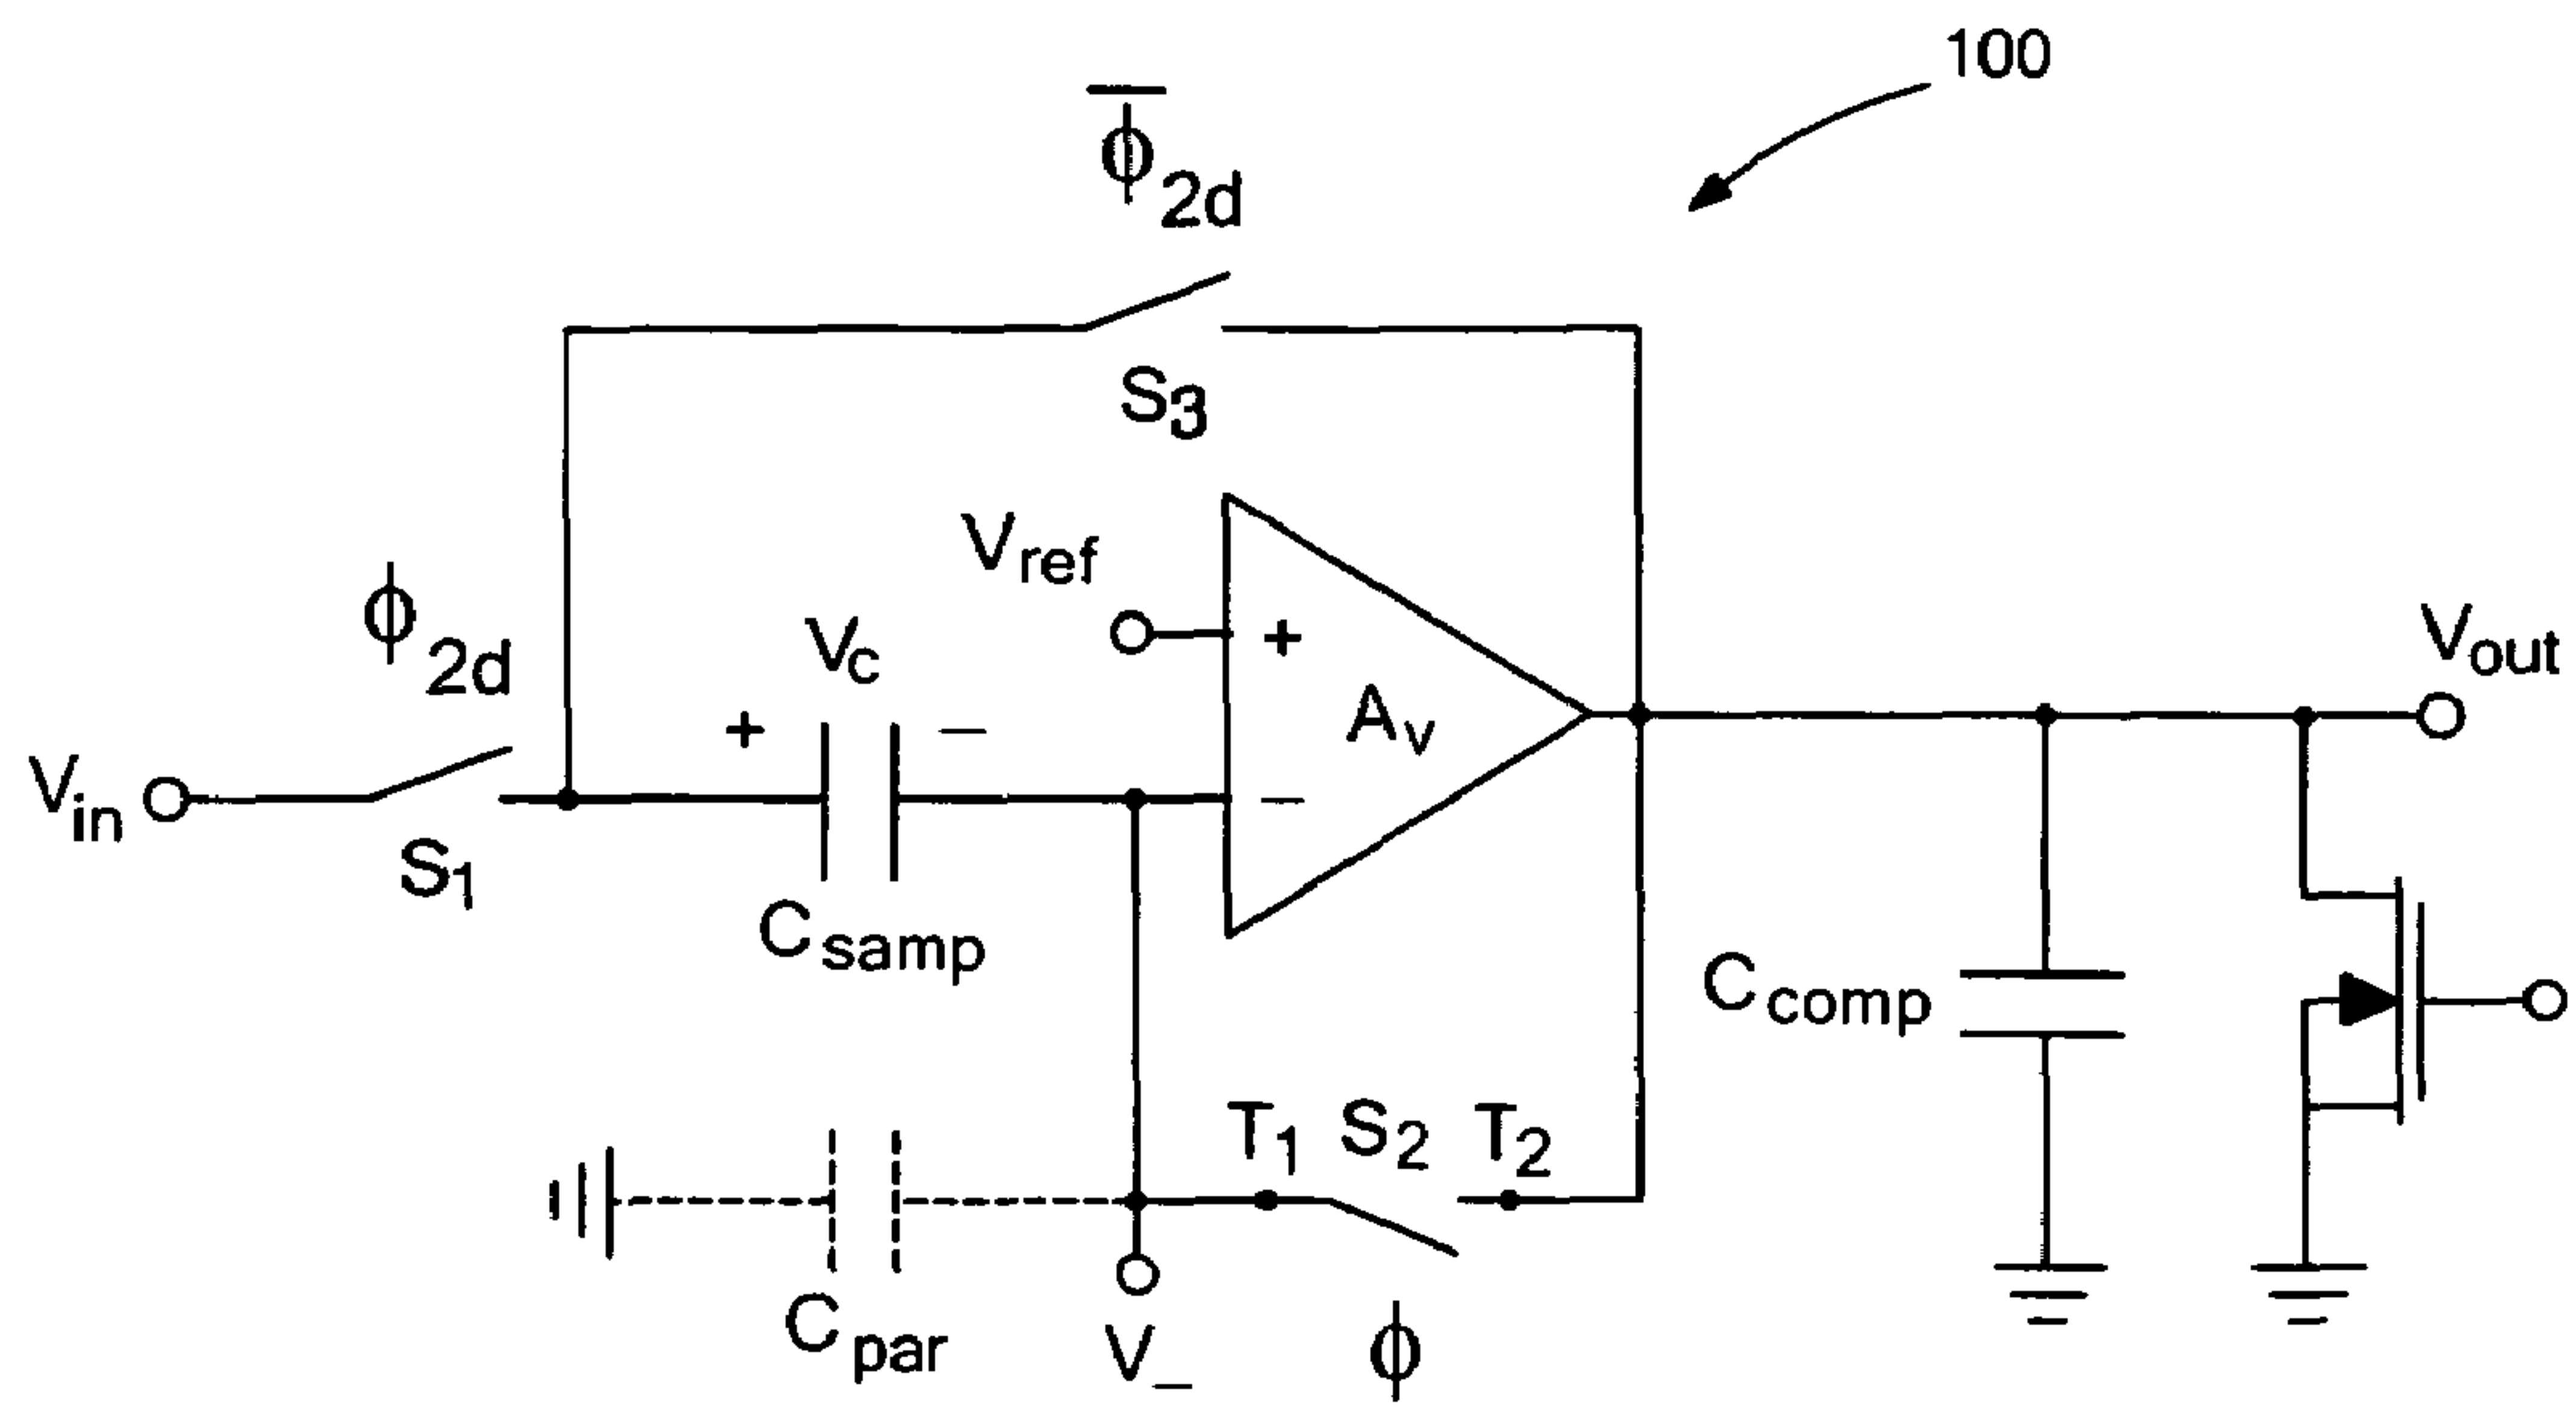 100
ϕ̅2d
S3
Vref
+
ϕ2d
VC
Vout
Av
+
−
Vin
−
S1
Csamp
Ccomp
T1 S2 T2
Cpar
V−
ϕ